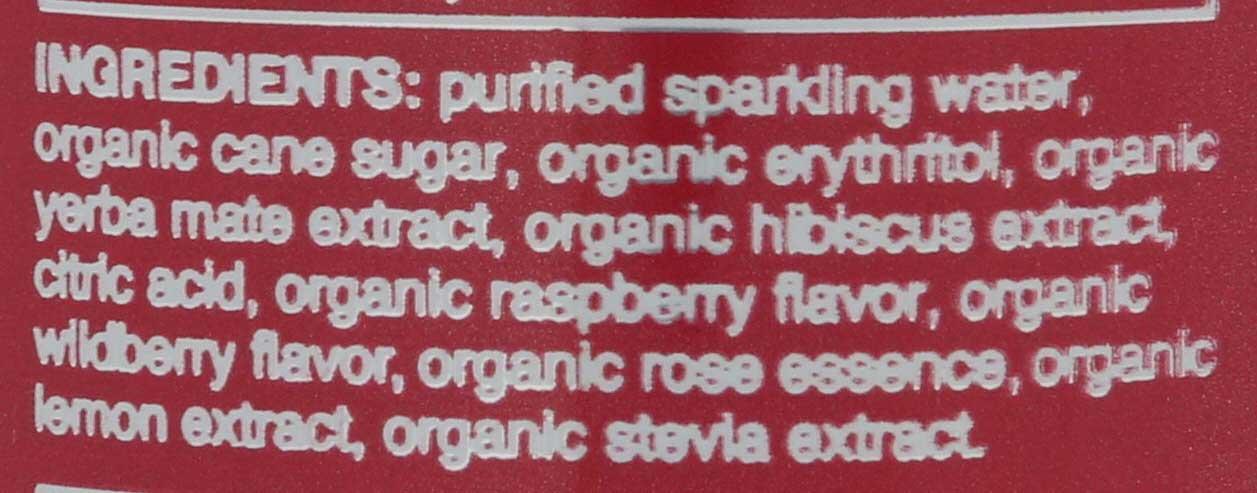 INGREDIENTS: purified sparkling water,
organic cane sugar, organic erythritol, organic
yerba mate extract, organic hibiscus extract,
citric acid, organic raspberry flavor, organic
wildberry flavor, organic rose essence, organic
lemon extract, organic stevia extract.